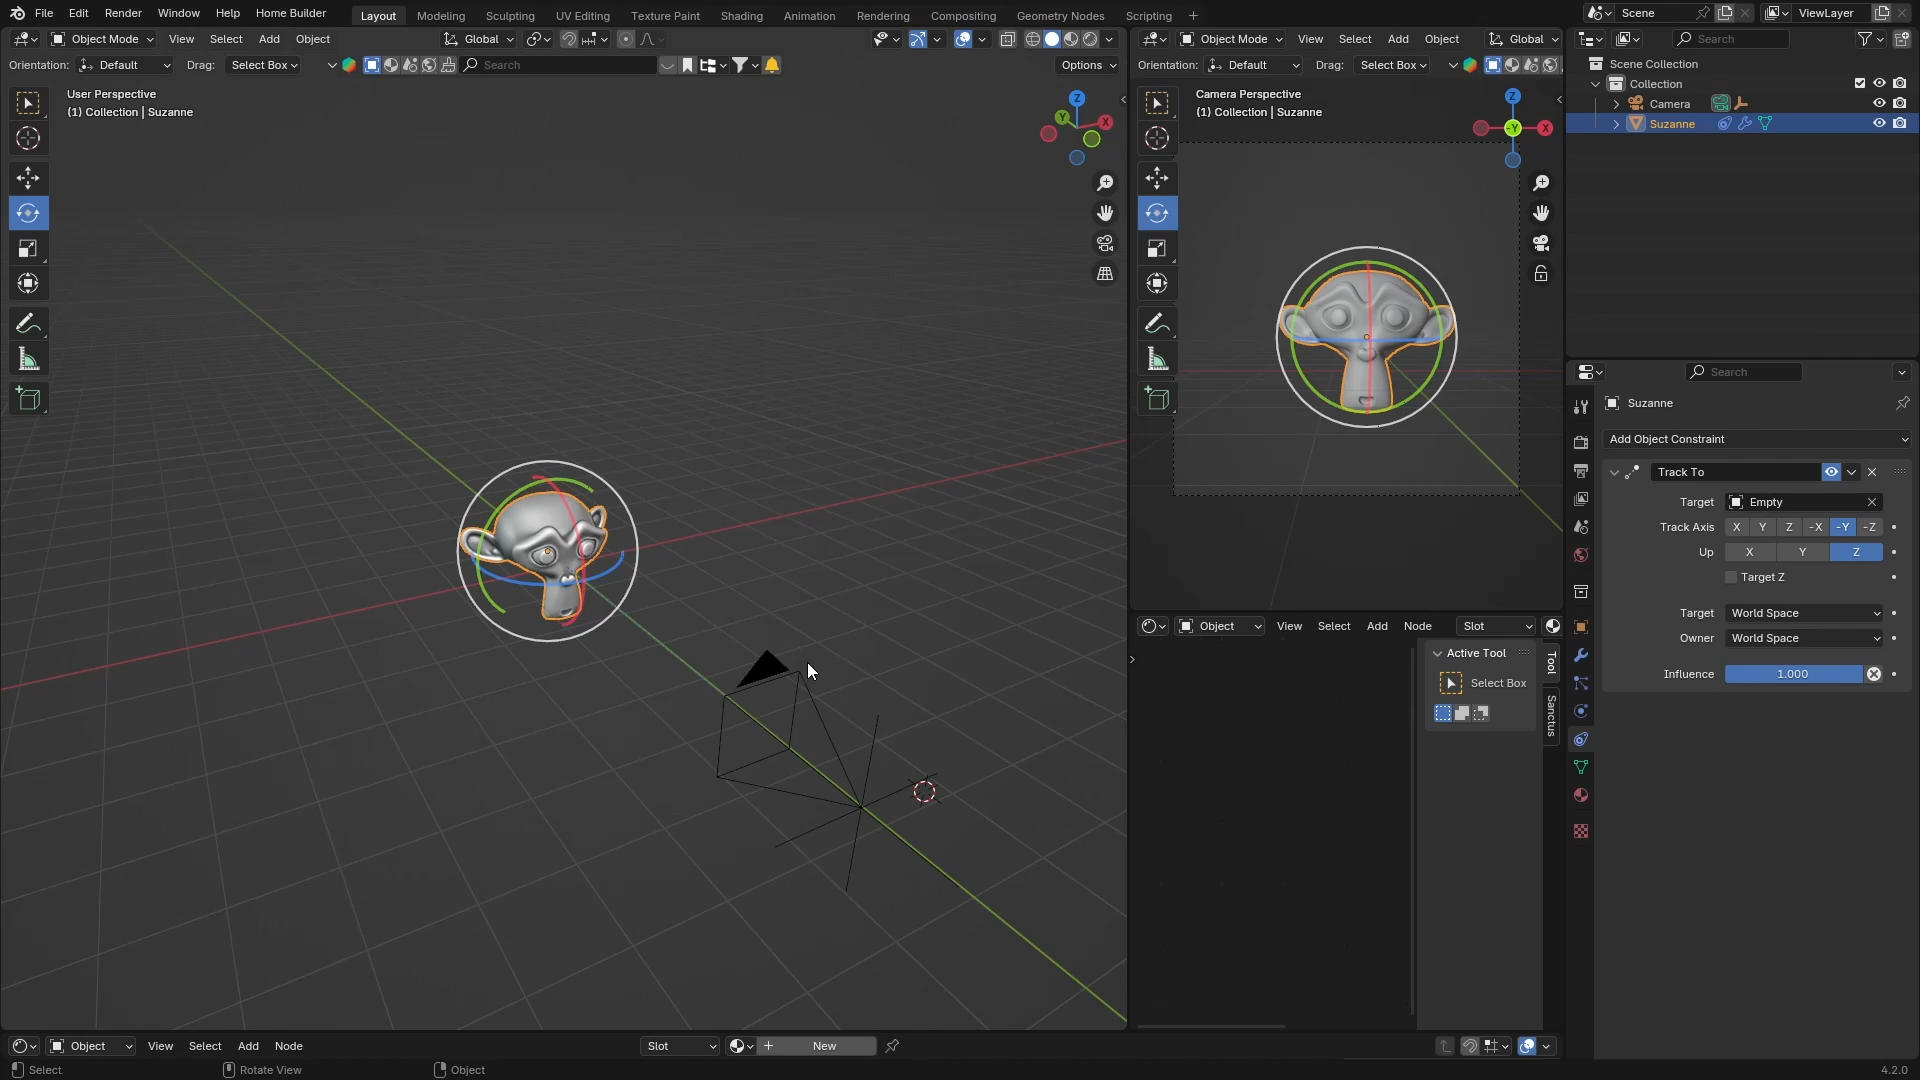 File Edit Render Window Help Home Builder Layout Modeling Sculpting UV Editing Texture Paint Shading Animation Rendering Compositing Geometry Nodes Scripting + Scene ViewLayer
Object Mode View Select Add Object Global Object Mode View Select Add Object Global Search
Orientation: Default Drag: Select Box Search Options Orientation: Default Drag: Select Box
Scene Collection
Collection
Camera
Suzanne
User Perspective
(1) Collection | Suzanne
Z
Y
X
Camera Perspective
(1) Collection | Suzanne
Z
-Y
X
Search
Suzanne
Add Object Constraint
Track To
Target Empty
Track Axis X Y Z -X -Y -Z
Up X Y Z
Target Z
Target World Space
Owner World Space
Influence 1.000
Object View Select Add Node Slot
Active Tool
Select Box
Tool
Sanctus
Object View Select Add Node Slot New
Select Rotate View Object 4.2.0